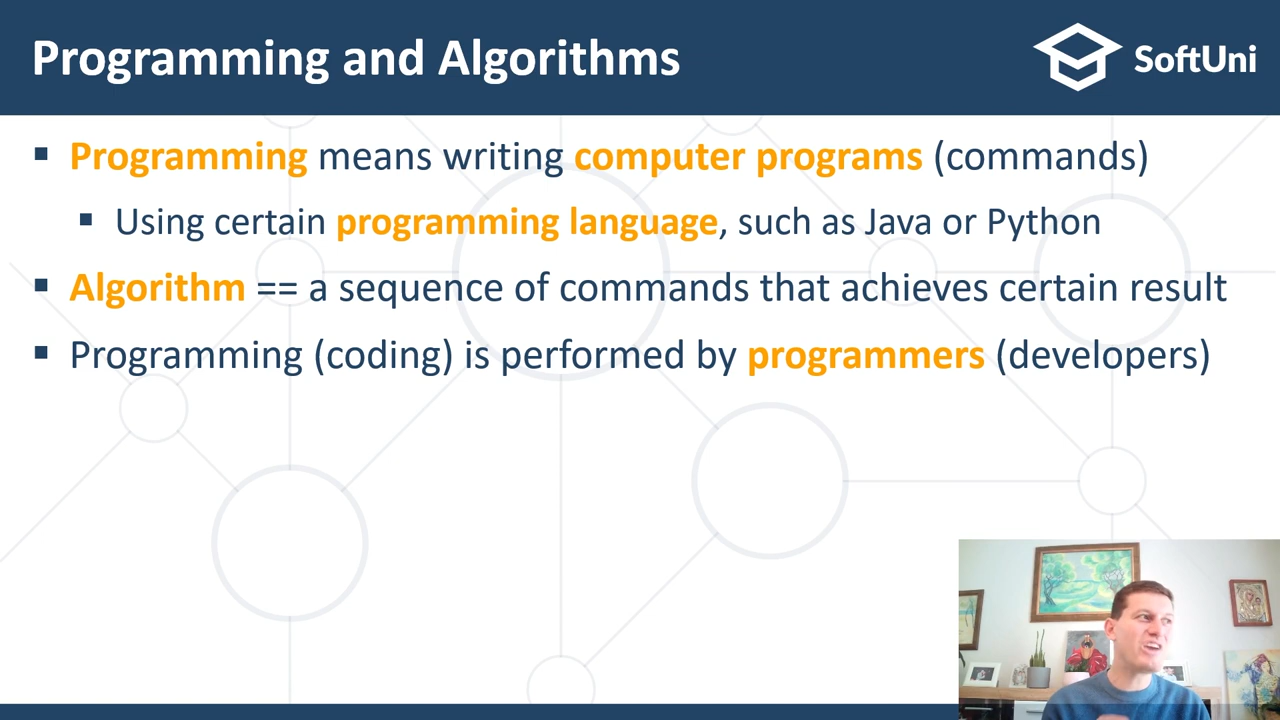 Programming and Algorithms
SoftUni
▪ Programming means writing computer programs (commands)
▪ Using certain programming language, such as Java or Python
▪ Algorithm == a sequence of commands that achieves certain result
▪ Programming (coding) is performed by programmers (developers)